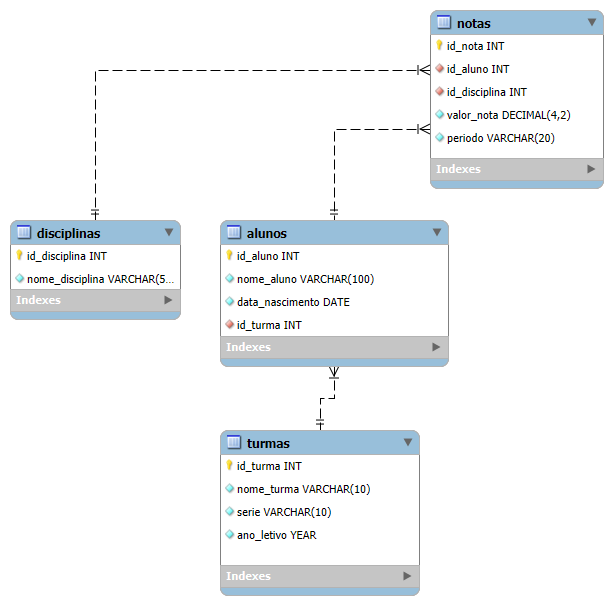 notas
id_nota INT
id_aluno INT
id_disciplina INT
valor_nota DECIMAL(4,2)
periodo VARCHAR(20)
Indexes
disciplinas
id_disciplina INT
nome_disciplina VARCHAR(5...
Indexes
alunos
id_aluno INT
nome_aluno VARCHAR(100)
data_nascimento DATE
id_turma INT
Indexes
turmas
id_turma INT
nome_turma VARCHAR(10)
serie VARCHAR(10)
ano_letivo YEAR
Indexes